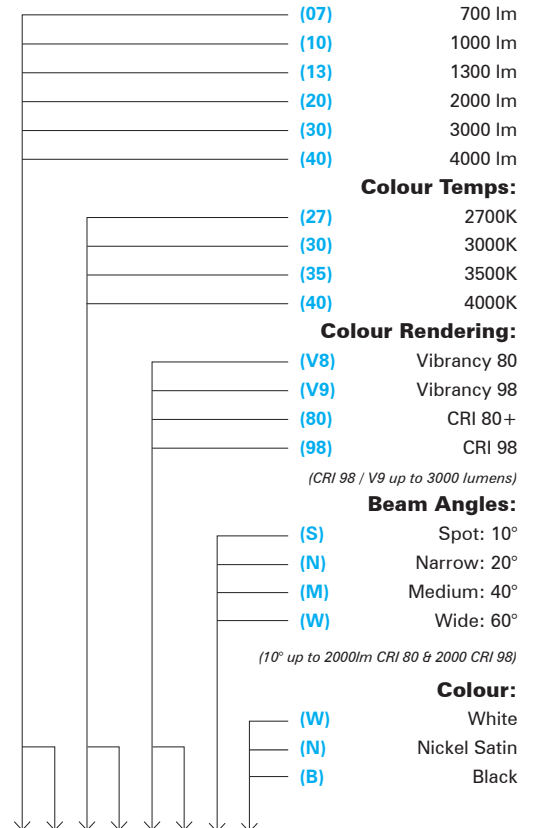 (07) 700 lm
(10) 1000 lm
(13) 1300 lm
(20) 2000 lm
(30) 3000 lm
(40) 4000 lm
Colour Temps:
(27) 2700K
(30) 3000K
(35) 3500K
(40) 4000K
Colour Rendering:
(V8) Vibrancy 80
(V9) Vibrancy 98
(80) CRI 80+
(98) CRI 98
(CRI 98 / V9 up to 3000 lumens)
Beam Angles:
(S) Spot: 10°
(N) Narrow: 20°
(M) Medium: 40°
(W) Wide: 60°
(10° up to 2000lm CRI 80 & 2000 CRI 98)
Colour:
(W) White
(N) Nickel Satin
(B) Black